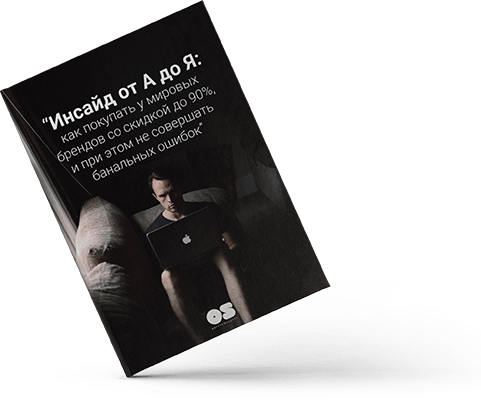 “Инсайд от А до Я:
как покупать у мировых
брендов со скидкой до 90%,
и при этом не совершать
банальных ошибок”
OS